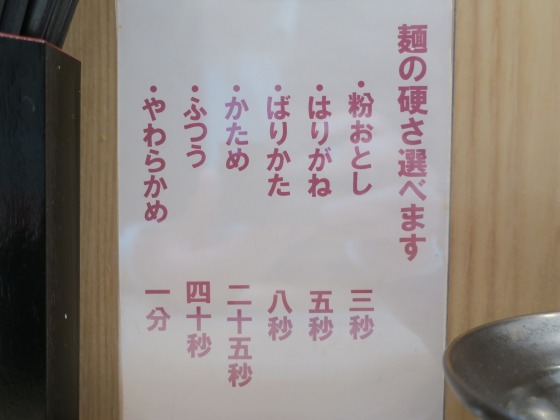 麺の硬さ選べます
・粉おとし 三秒
・はりがね 五秒
・ばりかた 八秒
・かため 二十五秒
・ふつう 四十秒
・やわらかめ 一分